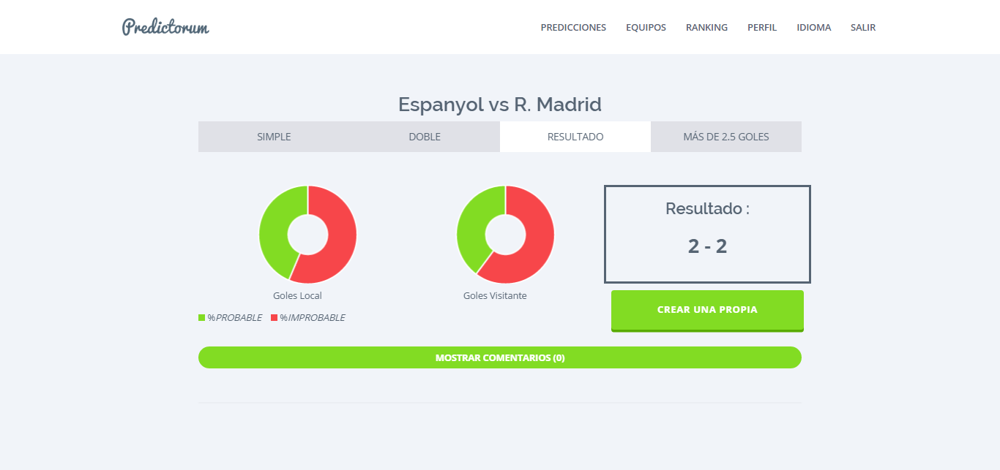 Predictorum
PREDICCIONES EQUIPOS RANKING PERFIL IDIOMA SALIR
Espanyol vs R. Madrid
SIMPLE DOBLE RESULTADO MÁS DE 2.5 GOLES
Resultado :
2 - 2
Goles Local Goles Visitante
CREAR UNA PROPIA
%PROBABLE %IMPROBABLE
MOSTRAR COMENTARIOS (0)